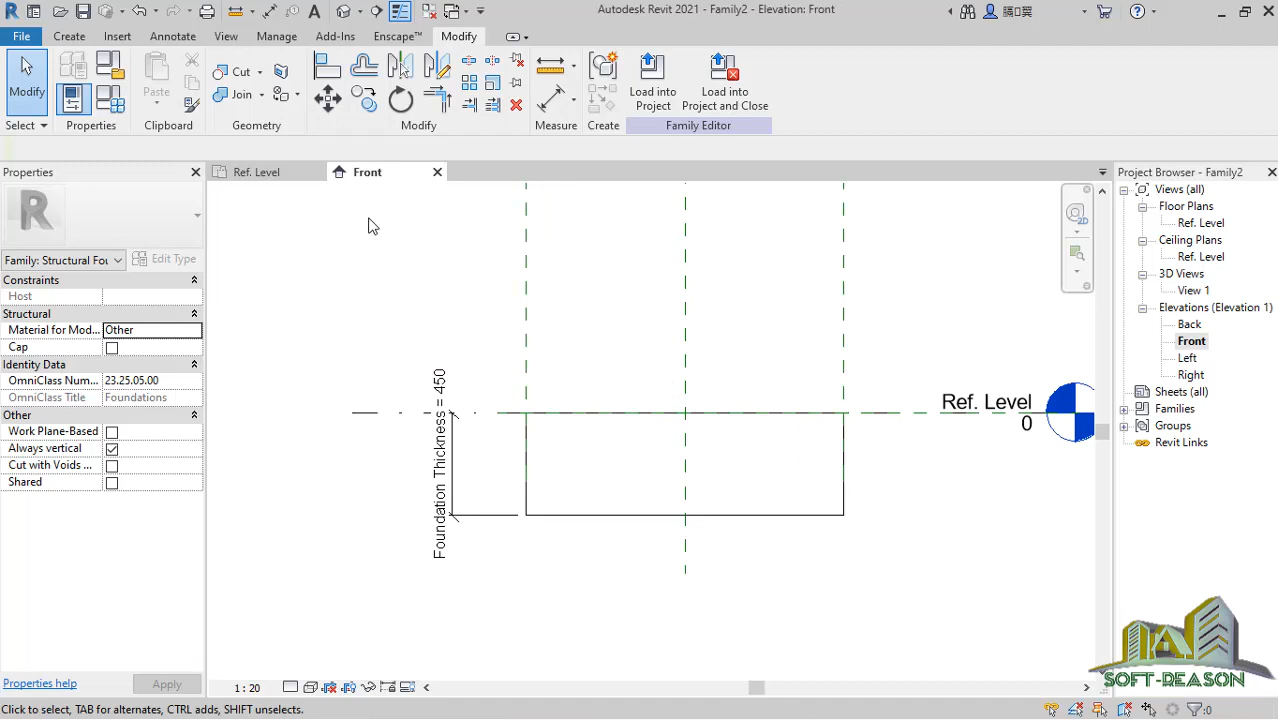 Autodesk Revit 2021 - Family2 - Elevation: Front
File Create Insert Annotate View Manage Add-Ins Enscape™ Modify
Modify
Paste
Cut
Join
Load into
Project
Load into
Project and Close
Select Properties Clipboard Geometry Modify Measure Create Family Editor
Properties
Ref. Level
Front
Project Browser - Family2
R
Family: Structural Fou
Edit Type
Constraints
Host
Structural
Material for Mod... Other
Cap
Identity Data
OmniClass Num... 23.25.05.00
OmniClass Title Foundations
Other
Work Plane-Based
Always vertical
Cut with Voids ...
Shared
Properties help
Apply
Foundation Thickness = 450
Ref. Level
0
2D
Views (all)
Floor Plans
Ref. Level
Ceiling Plans
Ref. Level
3D Views
View 1
Elevations (Elevation 1)
Back
Front
Left
Right
Sheets (all)
Families
Groups
Revit Links
SOFT-REASON
1 : 20
Click to select, TAB for alternates, CTRL adds, SHIFT unselects.
:0